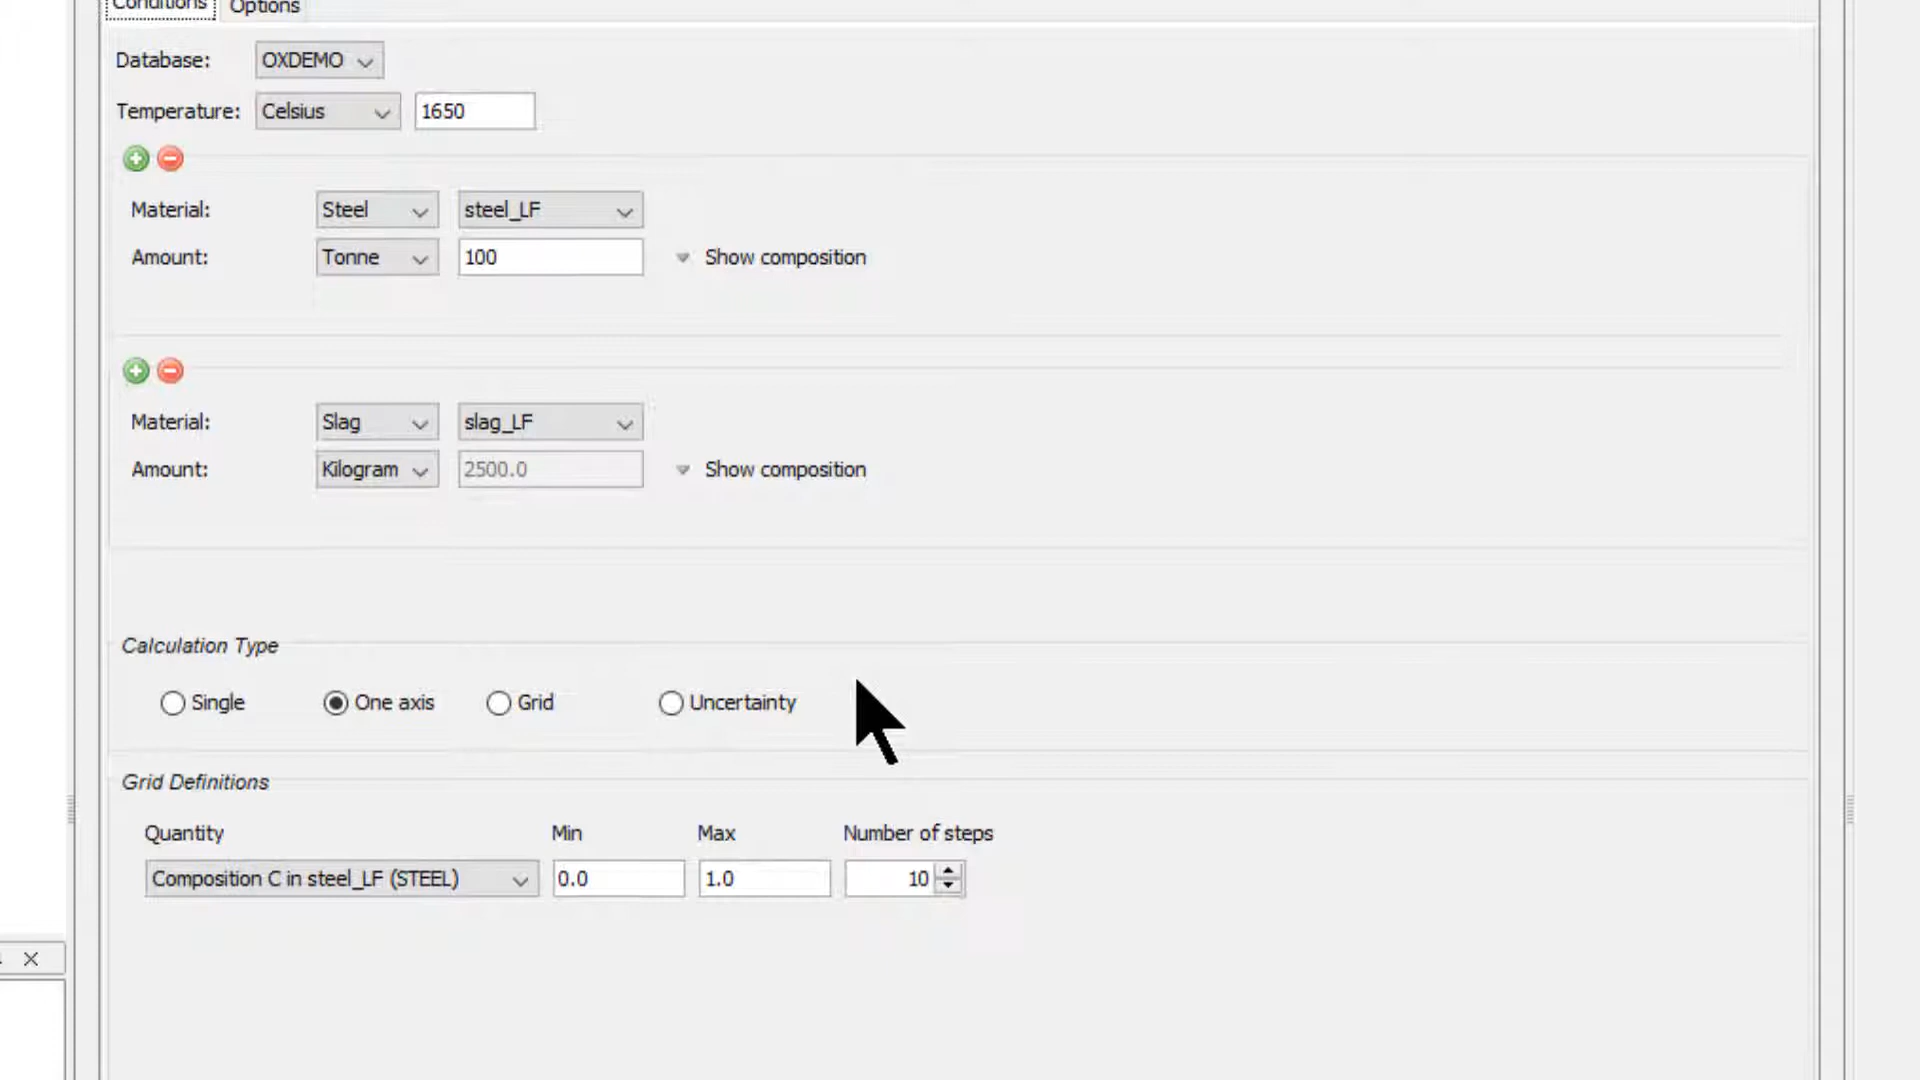 Conditions Options
Database: OXDEMO
Temperature: Celsius 1650
Material: Steel steel_LF
Amount: Tonne 100 Show composition
Material: Slag slag_LF
Amount: Kilogram 2500.0 Show composition
Calculation Type
Single One axis Grid Uncertainty
Grid Definitions
Quantity Min Max Number of steps
Composition C in steel_LF (STEEL) 0.0 1.0 10